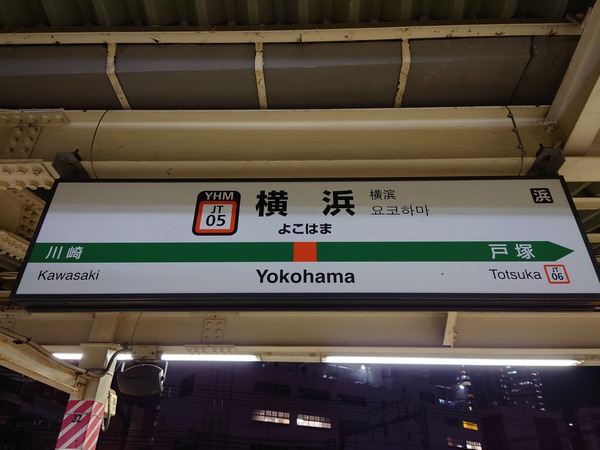 YHM
JT
05
横浜
横滨
요코하마
よこはま
浜
川崎
戸塚
Kawasaki
Yokohama
Totsuka
JT
06